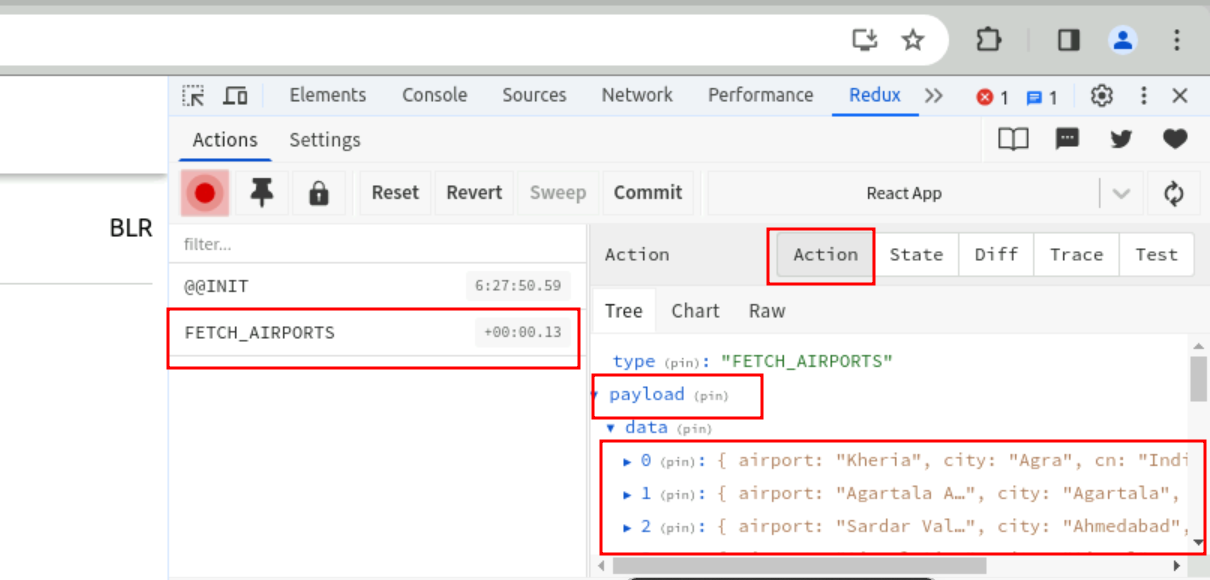 Elements Console Sources Network Performance Redux 1 1
Actions Settings
Reset Revert Sweep Commit React App
BLR
filter...
Action Action State Diff Trace Test
@@INIT 6:27:50.59
Tree Chart Raw
FETCH_AIRPORTS +00:00.13
type (pin): "FETCH_AIRPORTS"
payload (pin)
data (pin)
0 (pin): { airport: "Kheria", city: "Agra", cn: "Indi
1 (pin): { airport: "Agartala A…", city: "Agartala",
2 (pin): { airport: "Sardar Val…", city: "Ahmedabad",